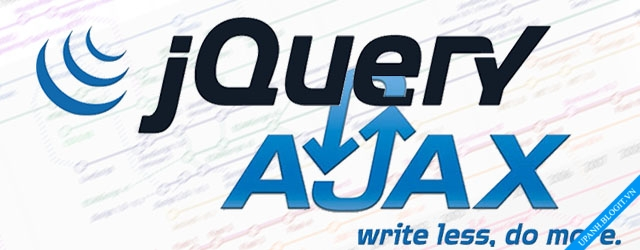 jQuery
AJAX
write less, do more.
UPANH.BLOGIT.VN